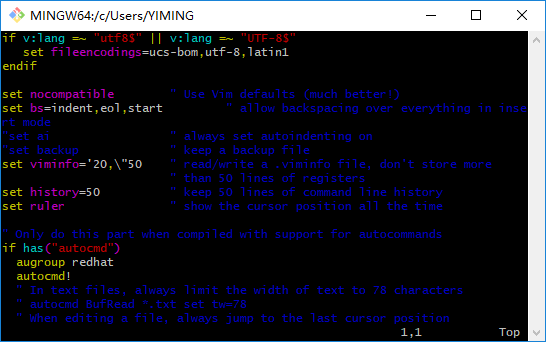 MINGW64:/c/Users/YIMING
if v:lang =~ "utf8$" || v:lang =~ "UTF-8$"
   set fileencodings=ucs-bom,utf-8,latin1
endif
set nocompatible        " Use Vim defaults (much better!)
set bs=indent,eol,start         " allow backspacing over everything in inse
rt mode
"set ai                 " always set autoindenting on
"set backup             " keep a backup file
set viminfo='20,\"50    " read/write a .viminfo file, don't store more
                        " than 50 lines of registers
set history=50          " keep 50 lines of command line history
set ruler               " show the cursor position all the time
" Only do this part when compiled with support for autocommands
if has("autocmd")
  augroup redhat
  autocmd!
  " In text files, always limit the width of text to 78 characters
  " autocmd BufRead *.txt set tw=78
  " When editing a file, always jump to the last cursor position
1,1           Top